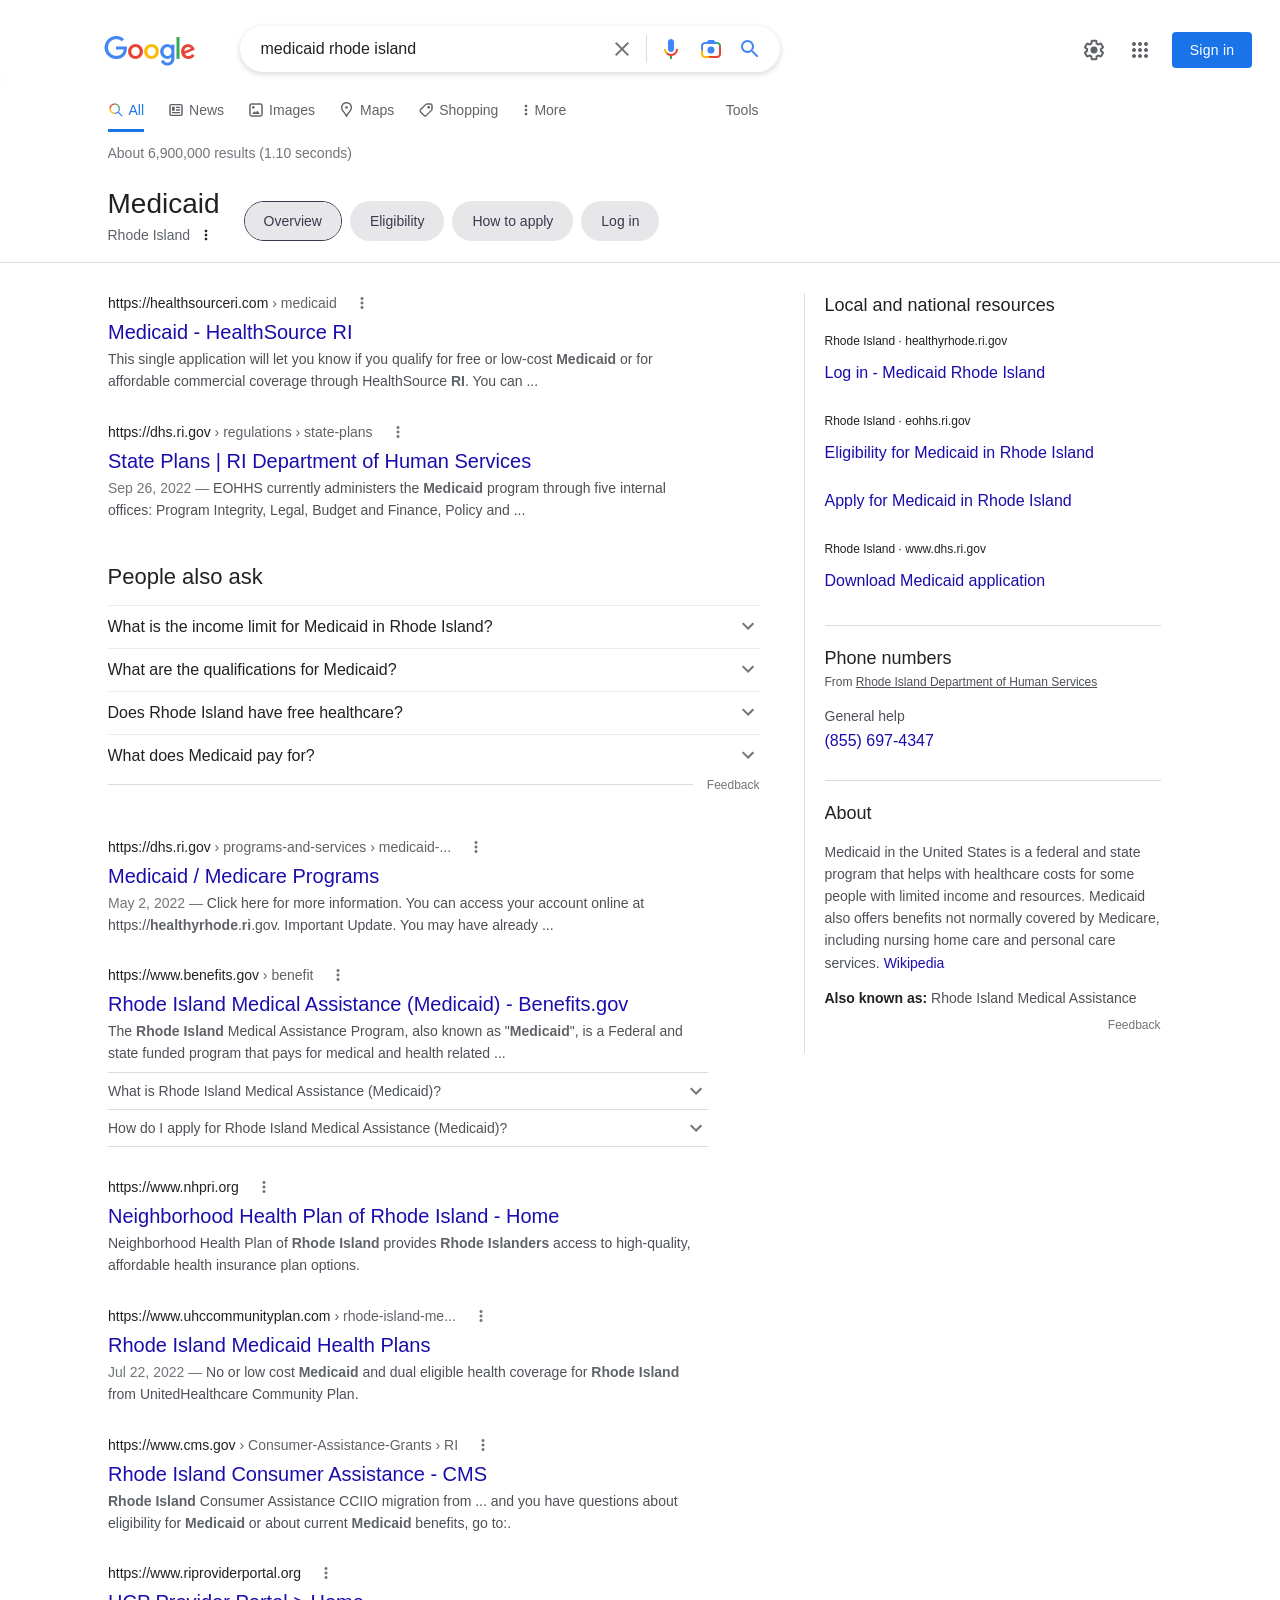 Google
medicaid rhode island
Sign in
All
News
Images
Maps
Shopping
More
Tools
About 6,900,000 results (1.10 seconds)
Medicaid
Rhode Island
Overview
Eligibility
How to apply
Log in
https://healthsourceri.com › medicaid
Medicaid - HealthSource RI
This single application will let you know if you qualify for free or low-cost Medicaid or for
affordable commercial coverage through HealthSource RI. You can ...
https://dhs.ri.gov › regulations › state-plans
State Plans | RI Department of Human Services
Sep 26, 2022 — EOHHS currently administers the Medicaid program through five internal
offices: Program Integrity, Legal, Budget and Finance, Policy and ...
People also ask
What is the income limit for Medicaid in Rhode Island?
What are the qualifications for Medicaid?
Does Rhode Island have free healthcare?
What does Medicaid pay for?
Feedback
https://dhs.ri.gov › programs-and-services › medicaid-...
Medicaid / Medicare Programs
May 2, 2022 — Click here for more information. You can access your account online at
https://healthyrhode.ri.gov. Important Update. You may have already ...
https://www.benefits.gov › benefit
Rhode Island Medical Assistance (Medicaid) - Benefits.gov
The Rhode Island Medical Assistance Program, also known as "Medicaid", is a Federal and
state funded program that pays for medical and health related ...
What is Rhode Island Medical Assistance (Medicaid)?
How do I apply for Rhode Island Medical Assistance (Medicaid)?
https://www.nhpri.org
Neighborhood Health Plan of Rhode Island - Home
Neighborhood Health Plan of Rhode Island provides Rhode Islanders access to high-quality,
affordable health insurance plan options.
https://www.uhccommunityplan.com › rhode-island-me...
Rhode Island Medicaid Health Plans
Jul 22, 2022 — No or low cost Medicaid and dual eligible health coverage for Rhode Island
from UnitedHealthcare Community Plan.
https://www.cms.gov › Consumer-Assistance-Grants › RI
Rhode Island Consumer Assistance - CMS
Rhode Island Consumer Assistance CCIIO migration from ... and you have questions about
eligibility for Medicaid or about current Medicaid benefits, go to:.
https://www.riproviderportal.org
HCP Provider Portal > Home
Local and national resources
Rhode Island · healthyrhode.ri.gov
Log in - Medicaid Rhode Island
Rhode Island · eohhs.ri.gov
Eligibility for Medicaid in Rhode Island
Apply for Medicaid in Rhode Island
Rhode Island · www.dhs.ri.gov
Download Medicaid application
Phone numbers
From Rhode Island Department of Human Services
General help
(855) 697-4347
About
Medicaid in the United States is a federal and state
program that helps with healthcare costs for some
people with limited income and resources. Medicaid
also offers benefits not normally covered by Medicare,
including nursing home care and personal care
services. Wikipedia
Also known as: Rhode Island Medical Assistance
Feedback